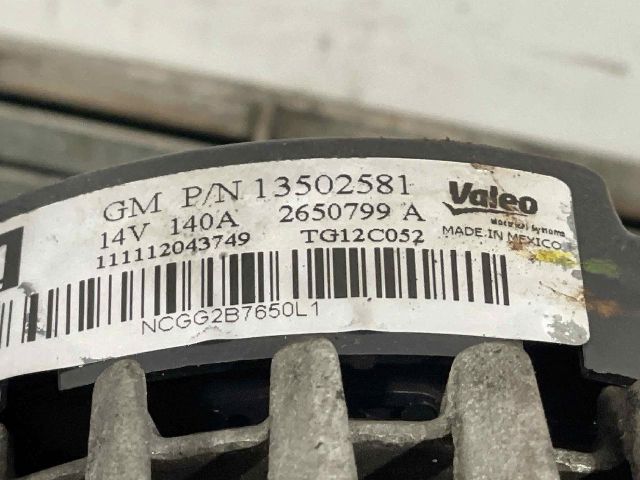 GM P/N 13502581
14V 140A 2650799 A
111112043749 TG12C052
Valeo
MADE IN MEXICO
NCGG2B7650L1